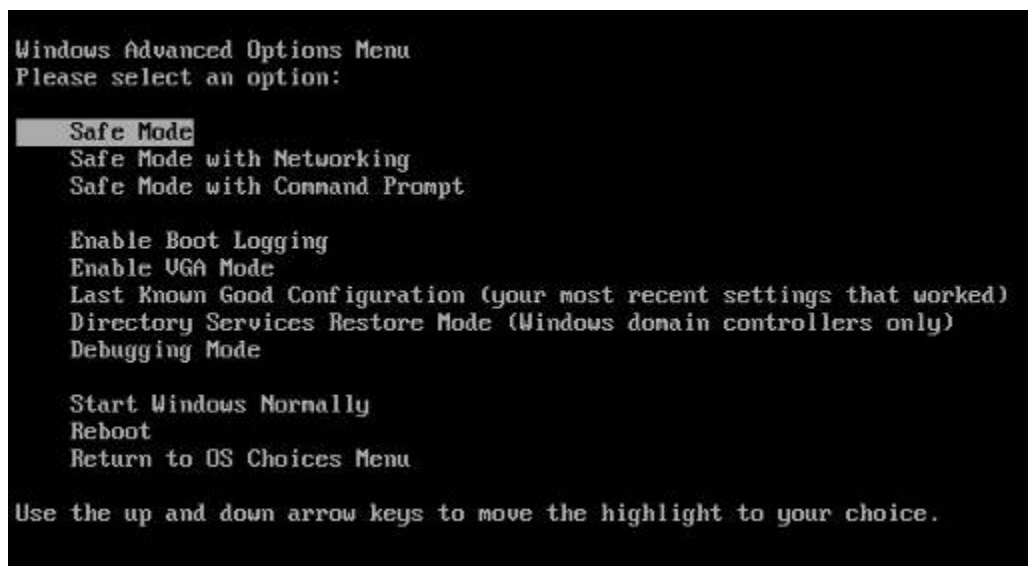 Windows Advanced Options Menu
Please select an option:
Safe Mode
Safe Mode with Networking
Safe Mode with Command Prompt
Enable Boot Logging
Enable VGA Mode
Last Known Good Configuration (your most recent settings that worked)
Directory Services Restore Mode (Windows domain controllers only)
Debugging Mode
Start Windows Normally
Reboot
Return to OS Choices Menu
Use the up and down arrow keys to move the highlight to your choice.